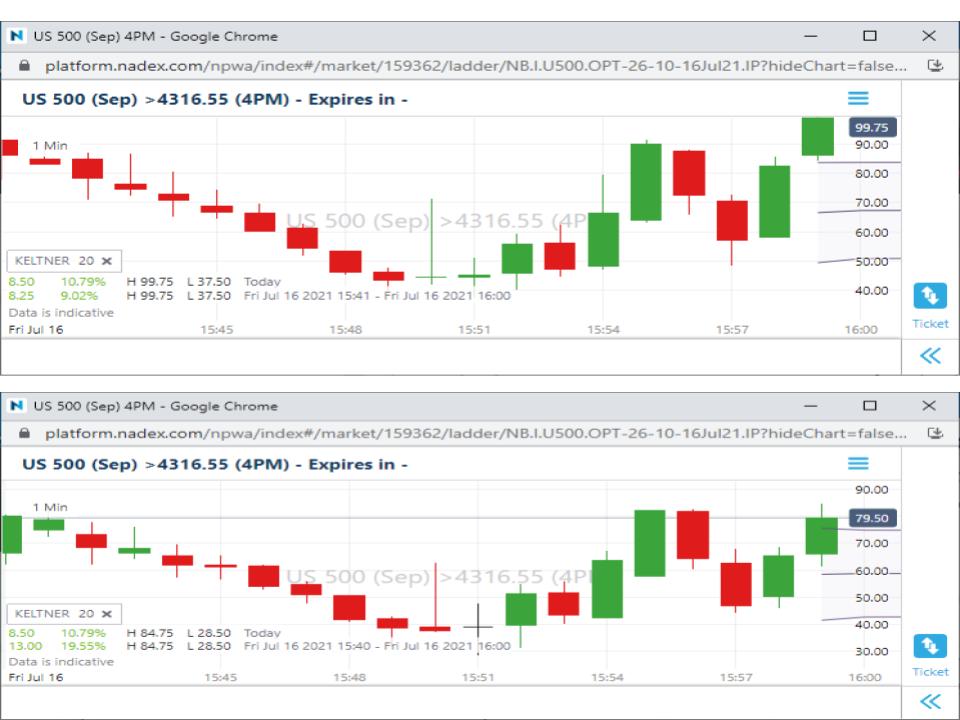 US 500 (Sep) 4PM - Google Chrome
platform.nadex.com/npwa/index#/market/159362/ladder/NB.I.U500.OPT-26-10-16Jul21.IP?hideChart=false...
US 500 (Sep) >4316.55 (4PM) - Expires in -
99.75
1 Min
90.00
80.00
70.00
US 500 (Sep) >4316.55 (4P
60.00
KELTNER 20 ×
50.00
8.50 10.79% H 99.75 L 37.50 Today
8.25 9.02% H 99.75 L 37.50 Fri Jul 16 2021 15:41 - Fri Jul 16 2021 16:00
40.00
Data is indicative
Ticket
Fri Jul 16 15:45 15:48 15:51 15:54 15:57 16:00
US 500 (Sep) 4PM - Google Chrome
platform.nadex.com/npwa/index#/market/159362/ladder/NB.I.U500.OPT-26-10-16Jul21.IP?hideChart=false...
US 500 (Sep) >4316.55 (4PM) - Expires in -
90.00
1 Min
79.50
70.00
US 500 (Sep) >4316.55 (4P
60.00
50.00
KELTNER 20 ×
40.00
8.50 10.79% H 84.75 L 28.50 Today
13.00 19.55% H 84.75 L 28.50 Fri Jul 16 2021 15:40 - Fri Jul 16 2021 16:00
30.00
Data is indicative
Ticket
Fri Jul 16 15:45 15:48 15:51 15:54 15:57 16:00